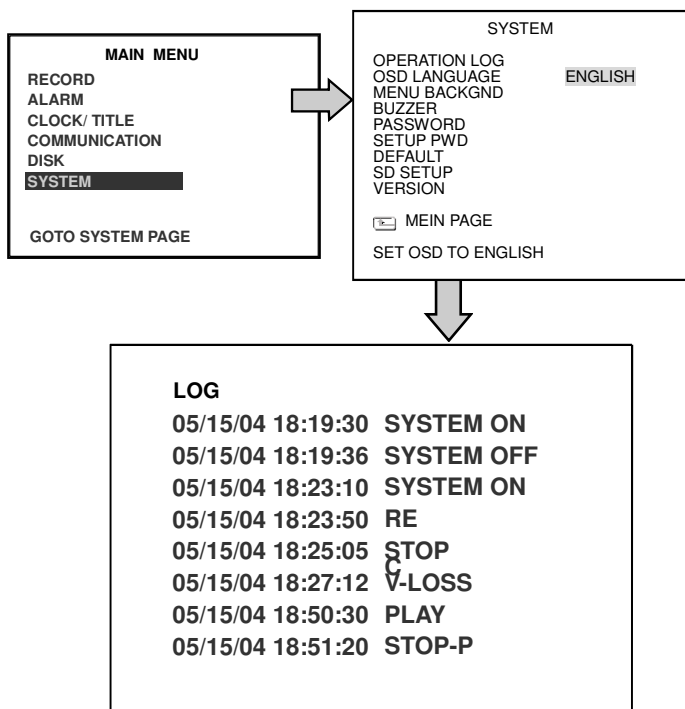 MAIN MENU
RECORD
ALARM
CLOCK/ TITLE
COMMUNICATION
DISK
SYSTEM
GOTO SYSTEM PAGE
SYSTEM
OPERATION LOG
OSD LANGUAGE ENGLISH
MENU BACKGND
BUZZER
PASSWORD
SETUP PWD
DEFAULT
SD SETUP
VERSION
MEIN PAGE
SET OSD TO ENGLISH
LOG
05/15/04 18:19:30 SYSTEM ON
05/15/04 18:19:36 SYSTEM OFF
05/15/04 18:23:10 SYSTEM ON
05/15/04 18:23:50 RE
05/15/04 18:25:05 STOP
C
05/15/04 18:27:12 V-LOSS
05/15/04 18:50:30 PLAY
05/15/04 18:51:20 STOP-P